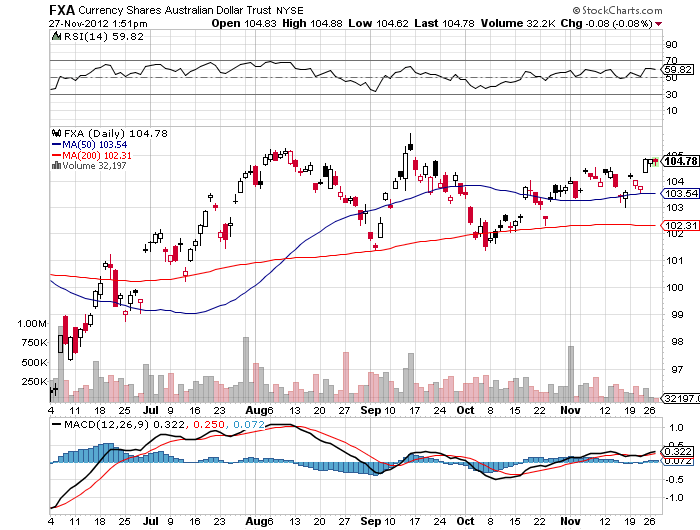 FXA Currency Shares Australian Dollar Trust NYSE
© StockCharts.com
27-Nov-2012 1:51pm Open 104.83 High 104.88 Low 104.62 Last 104.78 Volume 32.2K Chg -0.08 (-0.08%)
RSI(14) 59.82
90
70
59.82
50
30
10
FXA (Daily) 104.78
MA(50) 103.54
MA(200) 102.31
Volume 32,197
105
104.78
104
103.54
103
102.31
102
101
100
99
98
97
96
1.00M
750K
500K
250K
32197.0
4 11 18 25 Jul 9 16 23 Aug 6 13 20 27 Sep 10 17 24 Oct 8 15 22 Nov 12 19 26
MACD(12,26,9) 0.322, 0.250, 0.072
1.0
0.5
0.322
0.072
-0.5
-1.0
4 11 18 25 Jul 9 16 23 Aug 6 13 20 27 Sep 10 17 24 Oct 8 15 22 Nov 12 19 26